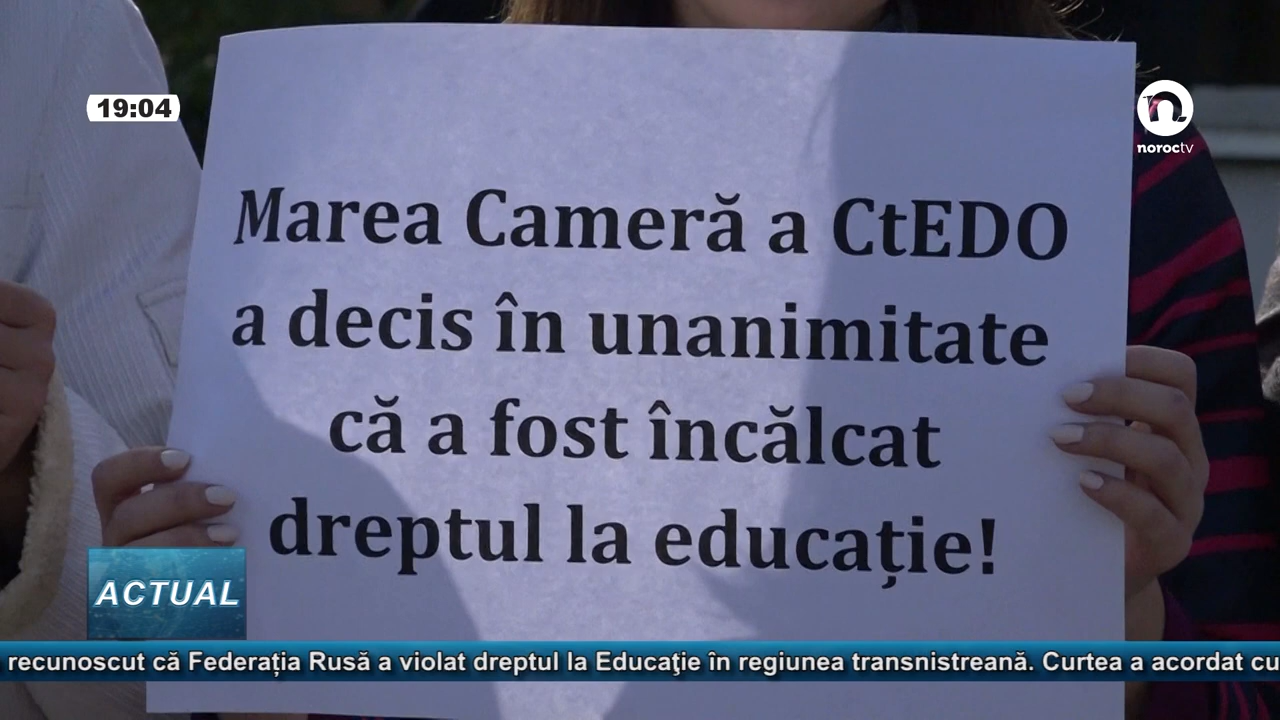 19:04
noroctv
Marea Cameră a CtEDO
a decis în unanimitate
că a fost încălcat
dreptul la educație!
ACTUAL
recunoscut că Federația Rusă a violat dreptul la Educaţie în regiunea transnistreană. Curtea a acordat cu